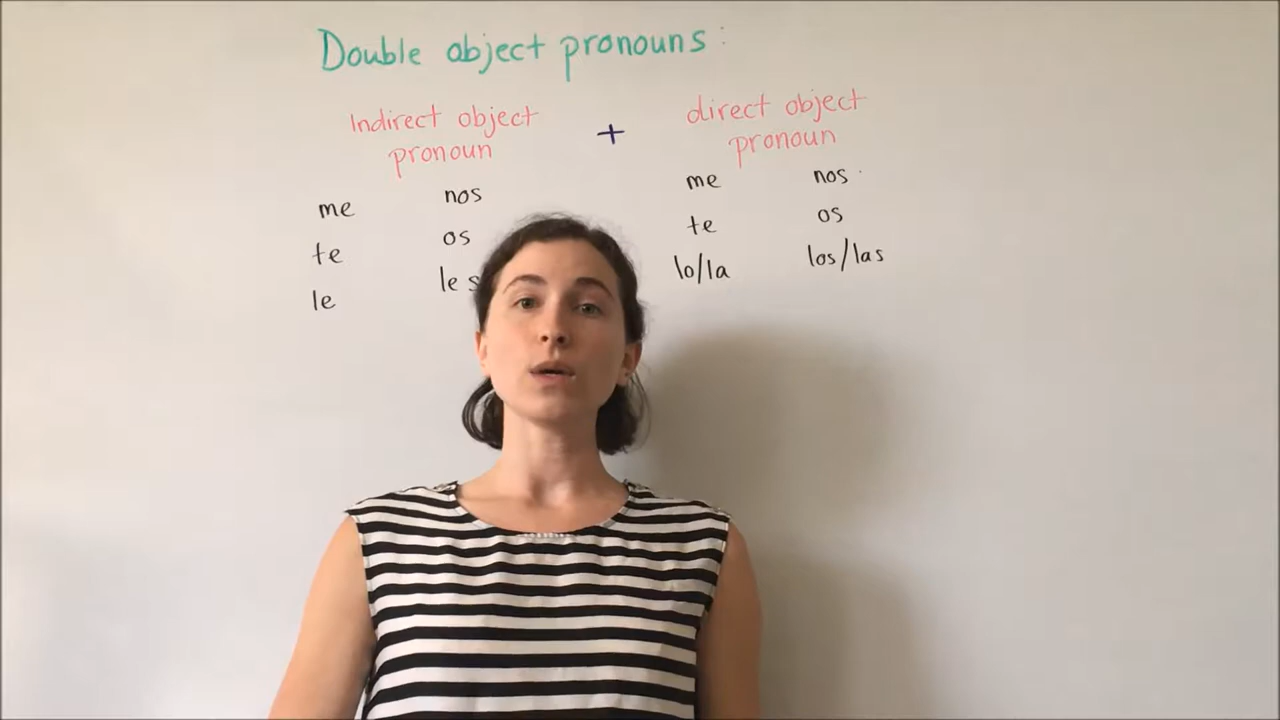 Double object pronouns:
Indirect object
pronoun
+
direct object
pronoun
me nos
te os
le les
me nos
te os
lo/la los/las